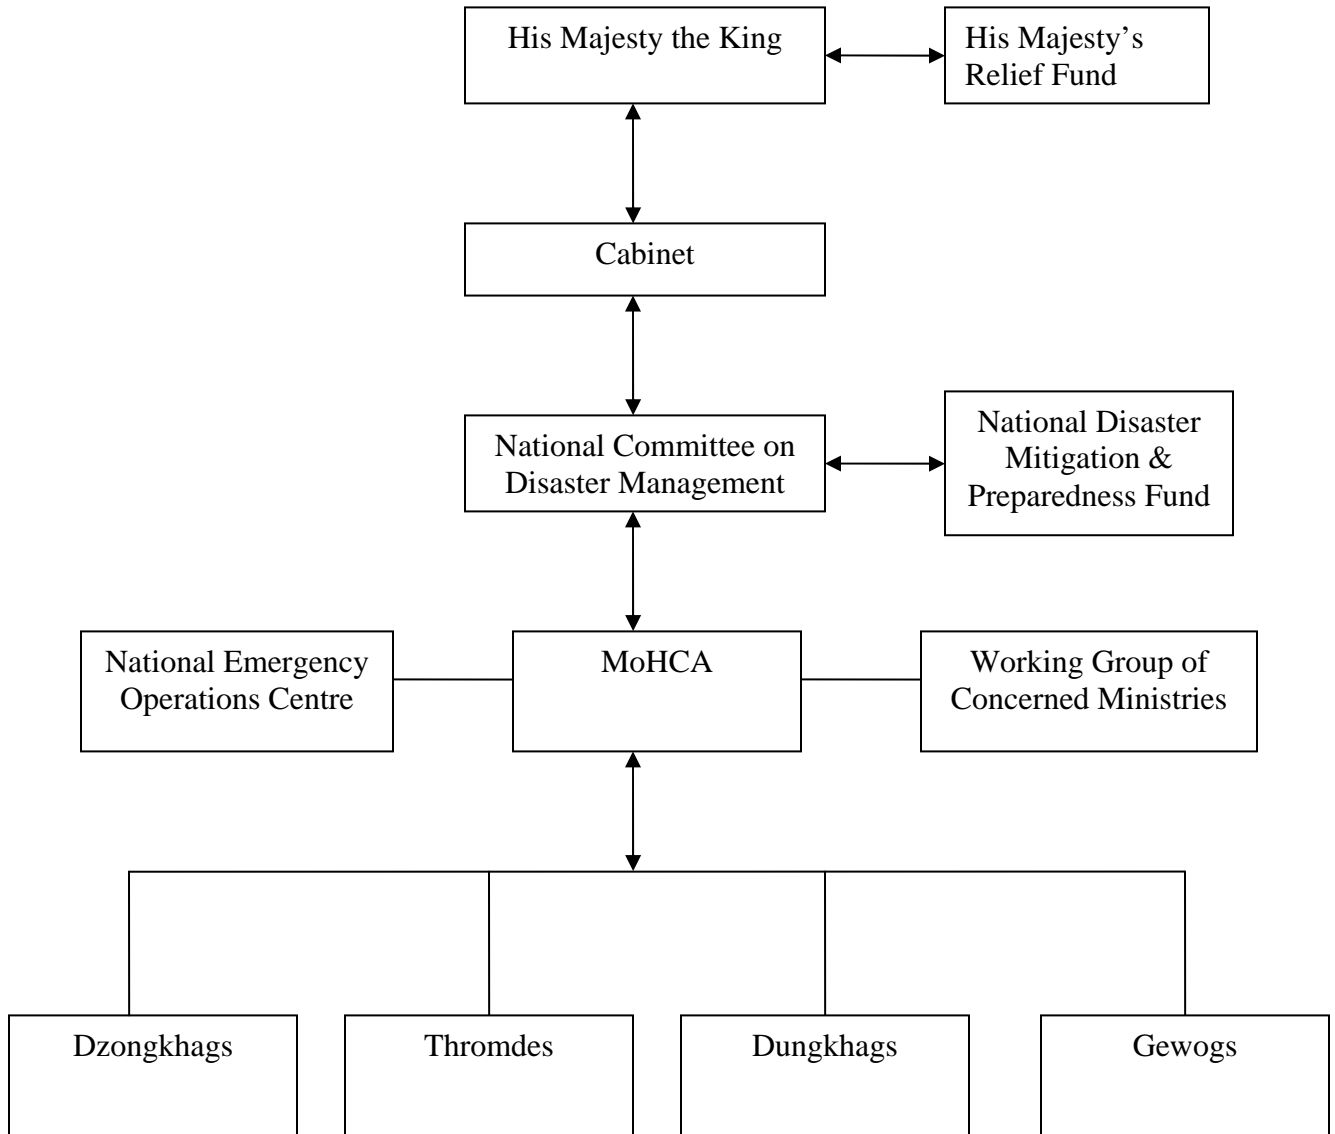 His Majesty the King
His Majesty’s
Relief Fund
Cabinet
National Committee on
Disaster Management
National Disaster
Mitigation &
Preparedness Fund
National Emergency
Operations Centre
MoHCA
Working Group of
Concerned Ministries
Dzongkhags
Thromdes
Dungkhags
Gewogs